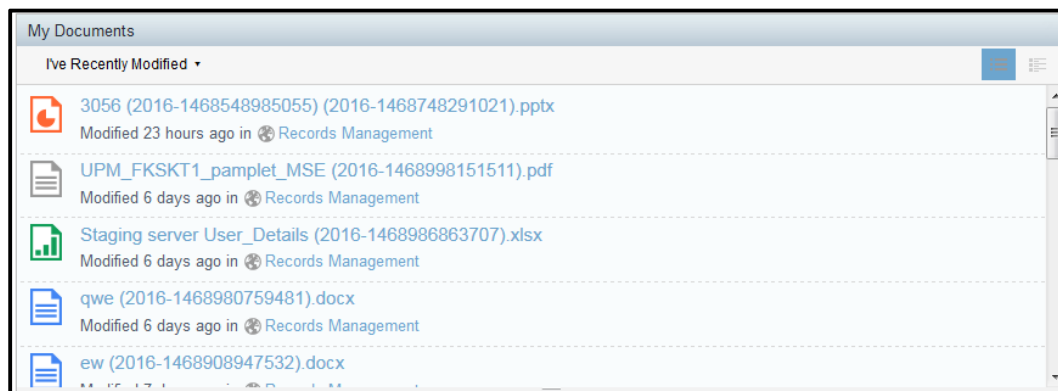 My Documents
I've Recently Modified
3056 (2016-1468548985055) (2016-1468748291021).pptx
Modified 23 hours ago in Records Management
UPM_FKSKT1_pamplet_MSE (2016-1468998151511).pdf
Modified 6 days ago in Records Management
Staging server User_Details (2016-1468986863707).xlsx
Modified 6 days ago in Records Management
qwe (2016-1468980759481).docx
Modified 6 days ago in Records Management
ew (2016-1468908947532).docx